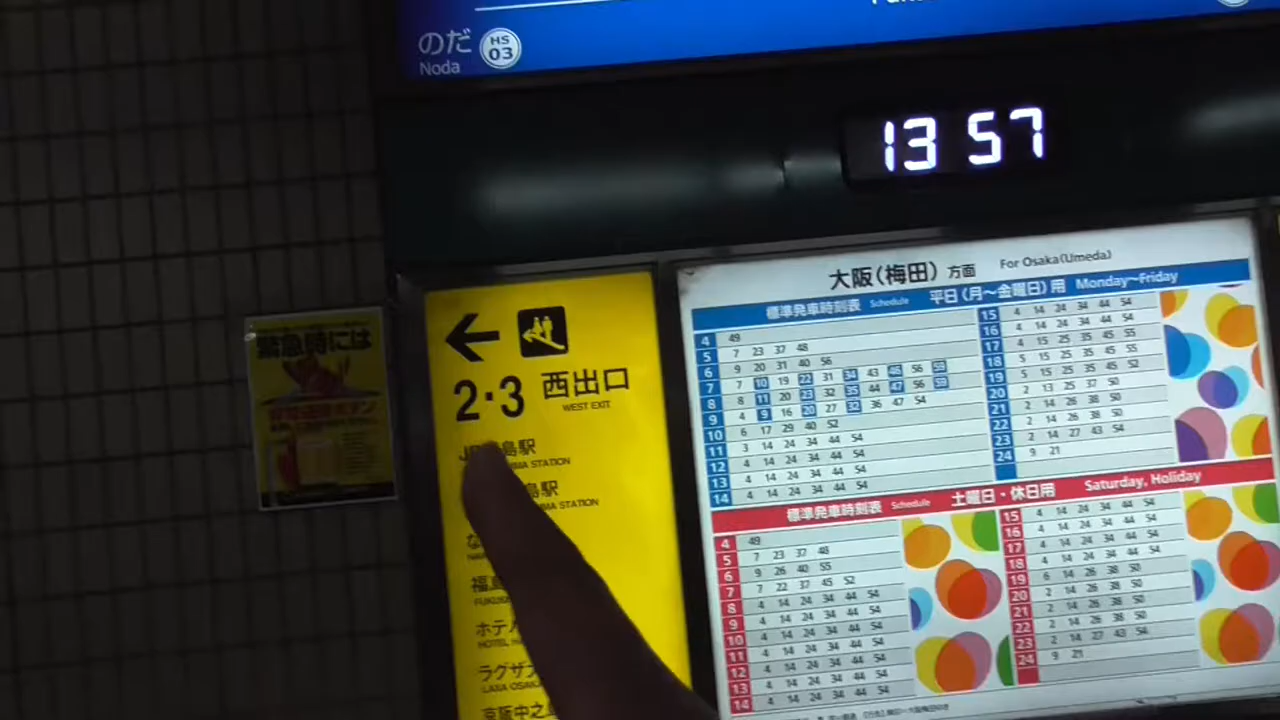 のだ HS 03
Noda
13 57
緊急時には
← 2・3 西出口
WEST EXIT
島駅
STATION
島駅
STATION
福島
ホテ
HOTEL
ラグザ
京阪中之
大阪(梅田)方面 For Osaka(Umeda)
標準発車時刻表 Schedule 平日(月〜金曜日)用 Monday〜Friday
4 49
5 7 23 37 48
6 9 20 31 40 56
7 7 10 19 22 31 34 43 46 56 59
8 8 11 20 23 32 35 44 47 56 59
9 4 9 16 20 27 32 36 47 54
10 6 17 29 40 52
11 3 14 24 34 44 54
12 4 14 24 34 44 54
13 4 14 24 34 44 54
14 4 14 24 34 44 54
15 4 14 24 34 44 54
16 4 14 24 34 44 54
17 4 15 25 35 45 55
18 5 15 25 35 45 55
19 5 15 25 35 45 52
20 2 13 25 37 50
21 2 14 26 38 50
22 2 14 26 38 50
23 2 14 27 43 54
24 9 21
標準発車時刻表 Schedule 土曜日・休日用 Saturday, Holiday
4 49
5 7 23 37 48
6 9 26 40 55
7 7 22 37 45 52
8 4 14 24 34 44 54
9 4 14 24 34 44 54
10 4 14 24 34 44 54
11 4 14 24 34 44 54
12 4 14 24 34 44 54
13 4 14 24 34 44 54
14 4 14 24 34 44 54
15 4 14 24 34 44 54
16 4 14 24 34 44 54
17 4 14 24 34 44 54
18 4 14 24 34 44 54
19 6 14 26 38 50
20 2 14 26 38 50
21 2 14 26 38 50
22 2 14 26 38 50
23 2 14 27 43 54
24 9 21